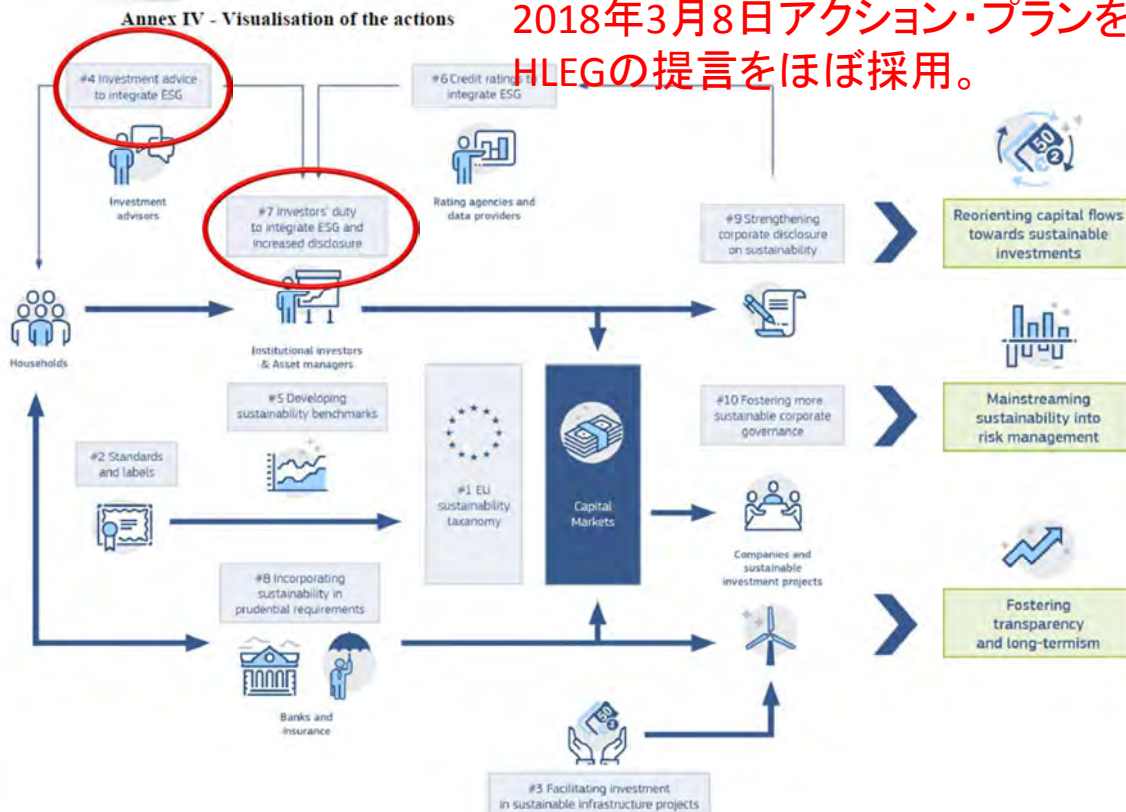 Annex IV - Visualisation of the actions
2018年3月8日アクション・プランを
HLEGの提言をほぼ採用。
#4 Investment advice
to integrate ESG
#6 Credit ratings to
integrate ESG
Investment
advisors
#7 Investors' duty
to integrate ESG and
increased disclosure
Rating agencies and
data providers
#9 Strengthening
corporate disclosure
on sustainability
Reorienting capital flows
towards sustainable
investments
Households
Institutional investors
& Asset managers
#5 Developing
sustainability benchmarks
#2 Standards
and labels
#1 EU
sustainability
taxanomy
Capital
Markets
#10 Fostering more
sustainable corporate
governance
Mainstreaming
sustainability into
risk management
Companies and
sustainable
investment projects
#8 Incorporating
sustainability in
prudential requirements
Fostering
transparency
and long-termism
Banks and
insurance
50
2
50
2
#3 Facilitating investment
in sustainable infrastructure projects